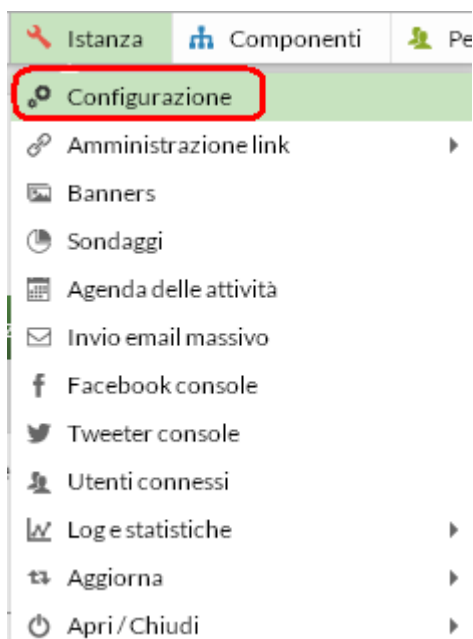 Istanza Componenti Pe
Configurazione
Amministrazione link
Banners
Sondaggi
Agenda delle attività
Invio email massivo
Facebook console
Tweeter console
Utenti connessi
Log e statistiche
Aggiorna
Apri / Chiudi